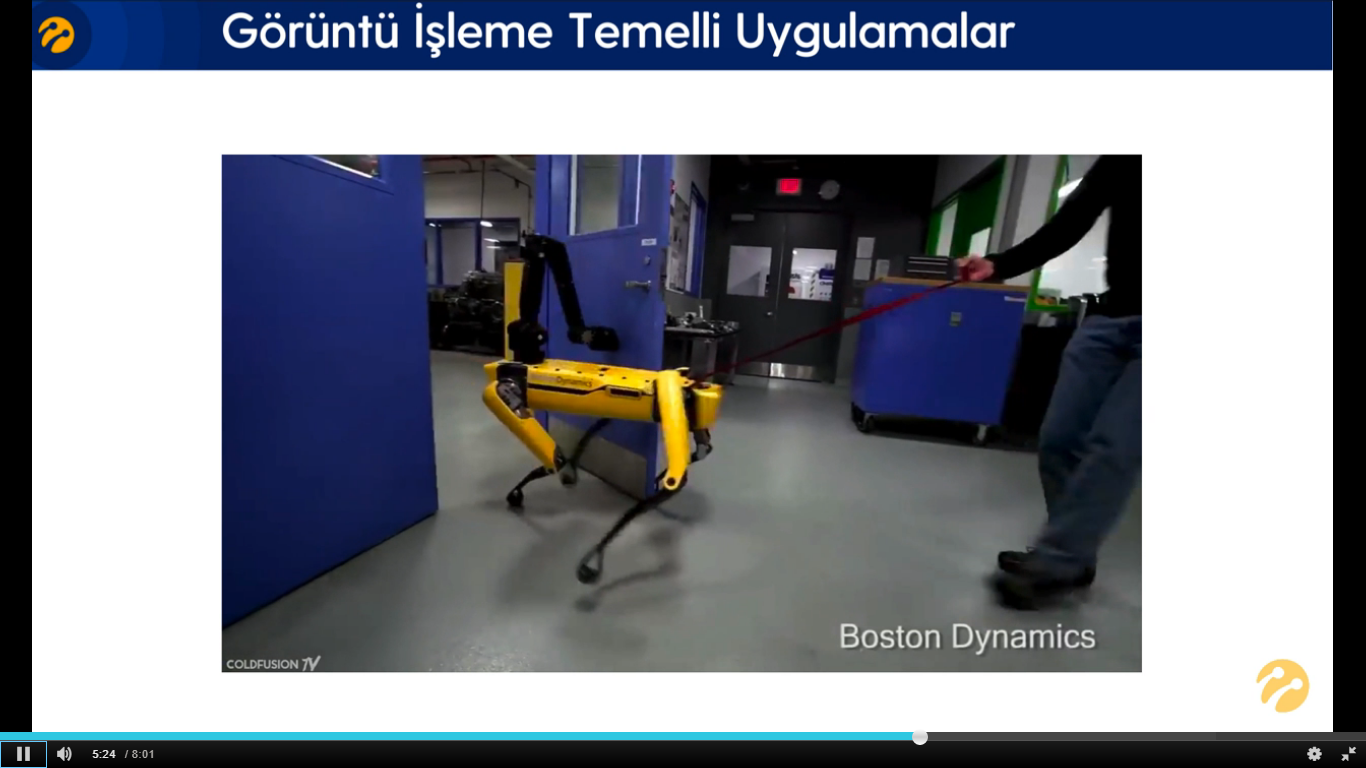 Görüntü İşleme Temelli Uygulamalar
Dynamics
Boston Dynamics
COLDFUSION TV
5:24 / 8:01